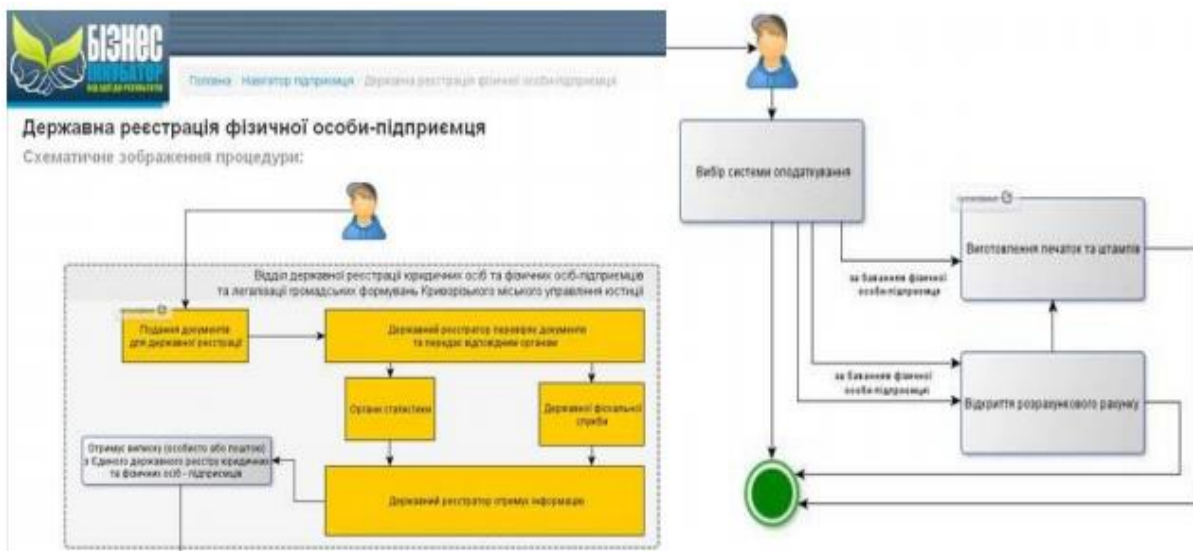 БІЗНЕС
ІНКУБАТОР
ВІД ІДЕЇ ДО РЕЗУЛЬТАТУ
Головна Навігатор підприємця Державна реєстрація фізичної особи-підприємця
Державна реєстрація фізичної особи-підприємця
Схематичне зображення процедури:
Відділ державної реєстрації юридичних осіб та фізичних осіб-підприємців
та легалізації громадських формувань Криворізького міського управління юстиції
Подання документів
для державної реєстрації
Державний реєстратор перевіряє документи
та передає відповідним органам
Органи статистики
Державної фіскальної
служби
Отримує виписку (особисто або поштою)
з Єдиного державного реєстру юридичних
та фізичних осіб - підприємців
Державний реєстратор отримує інформацію
Вибір системи оподаткування
Виготовлення печаток та штампів
за бажанням фізичної
особи-підприємця
за бажанням фізичної
особи-підприємця
Відкриття розрахункового рахунку